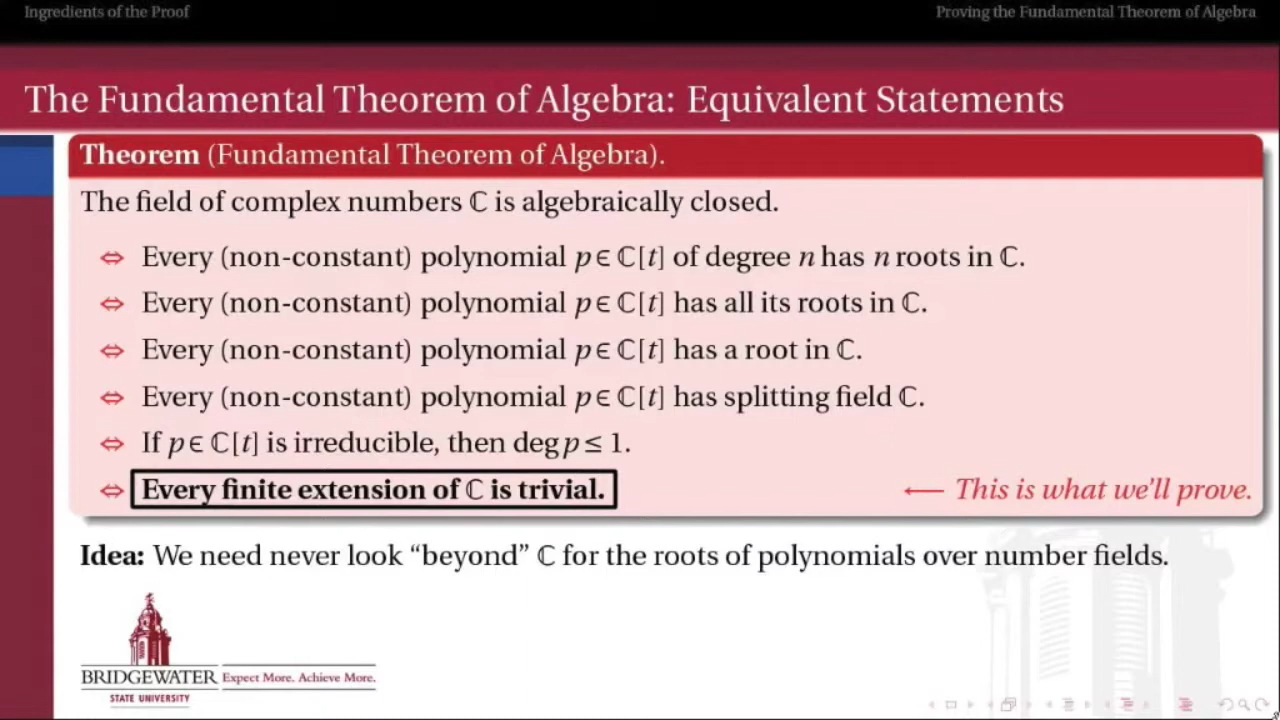 Ingredients of the Proof
Proving the Fundamental Theorem of Algebra
The Fundamental Theorem of Algebra: Equivalent Statements
Theorem (Fundamental Theorem of Algebra).
The field of complex numbers ℂ is algebraically closed.
⇔ Every (non-constant) polynomial p ∈ ℂ[t] of degree n has n roots in ℂ.
⇔ Every (non-constant) polynomial p ∈ ℂ[t] has all its roots in ℂ.
⇔ Every (non-constant) polynomial p ∈ ℂ[t] has a root in ℂ.
⇔ Every (non-constant) polynomial p ∈ ℂ[t] has splitting field ℂ.
⇔ If p ∈ ℂ[t] is irreducible, then deg p ≤ 1.
⇔ Every finite extension of ℂ is trivial. ⟵ This is what we'll prove.
Idea: We need never look “beyond” ℂ for the roots of polynomials over number fields.
BRIDGEWATER Expect More. Achieve More.
STATE UNIVERSITY